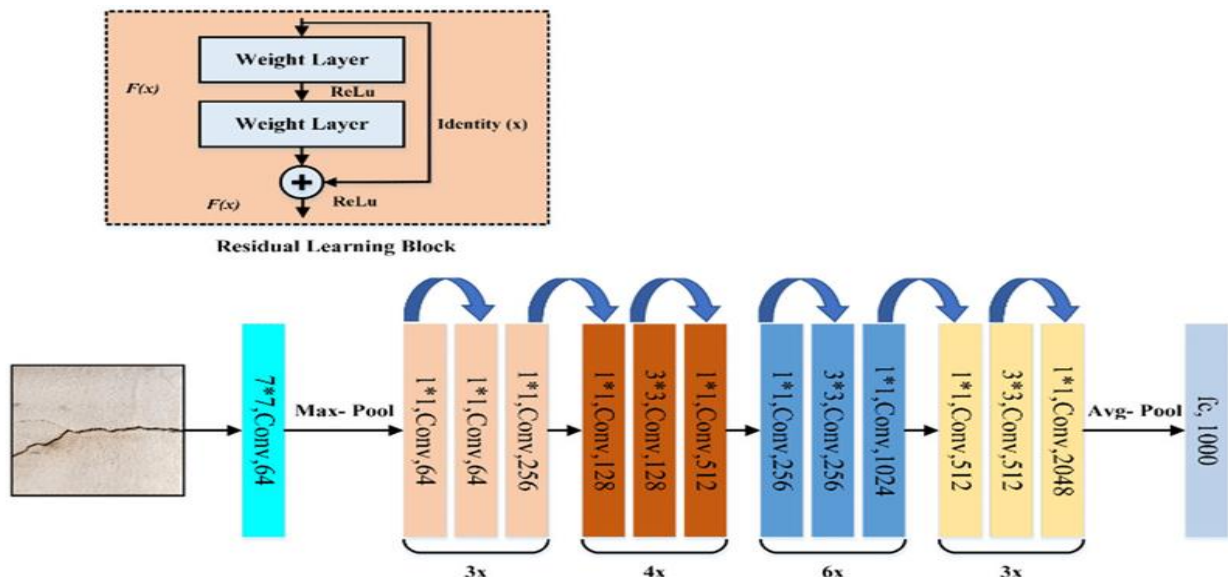 Weight Layer
F(x)
ReLu
Weight Layer
Identity (x)
+
F(x)
ReLu
Residual Learning Block
7*7,Conv,64
Max- Pool
1*1,Conv,64
1*1,Conv,64
1*1,Conv,256
1*1,Conv,128
3*3,Conv,128
1*1,Conv,512
1*1,Conv,256
3*3,Conv,256
1*1,Conv,1024
1*1,Conv,512
3*3,Conv,512
1*1,Conv,2048
Avg- Pool
fc, 1000
3x
4x
6x
3x